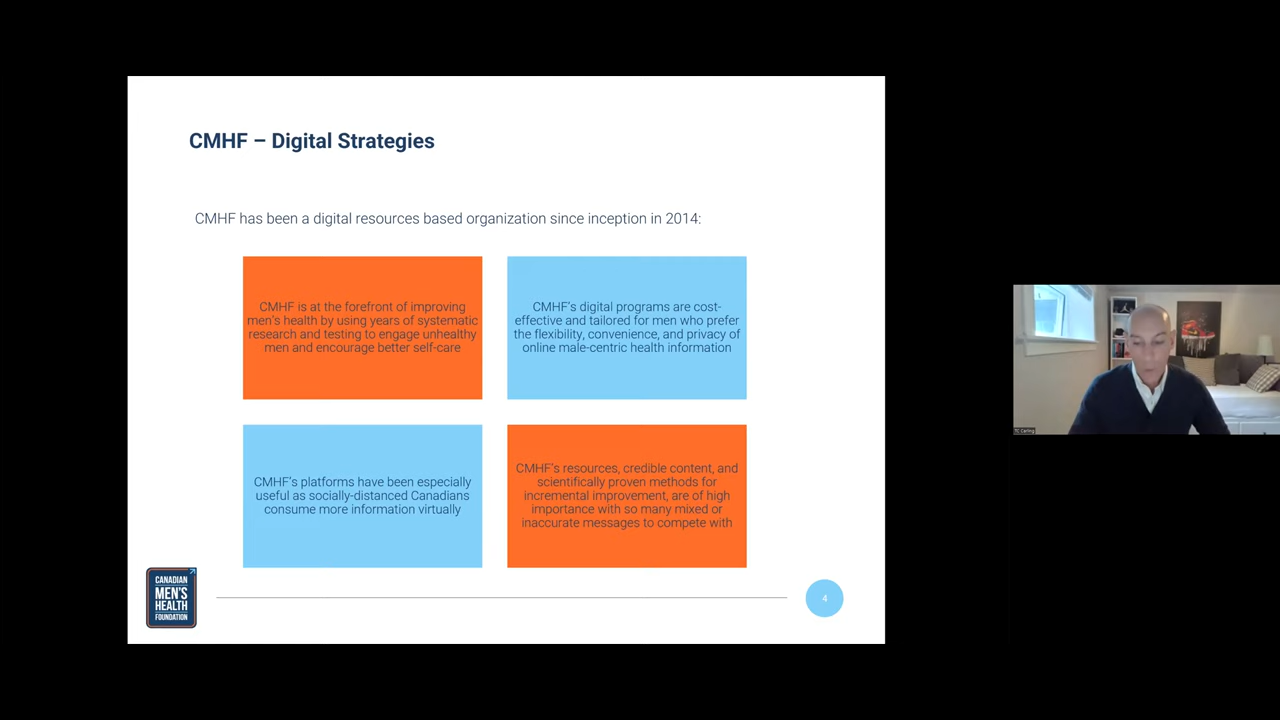 CMHF – Digital Strategies
CMHF has been a digital resources based organization since inception in 2014:
CMHF is at the forefront of improving
men's health by using years of systematic
research and testing to engage unhealthy
men and encourage better self-care
CMHF's digital programs are cost-
effective and tailored for men who prefer
the flexibility, convenience, and privacy of
online male-centric health information
CMHF's platforms have been especially
useful as socially-distanced Canadians
consume more information virtually
CMHF's resources, credible content, and
scientifically proven methods for
incremental improvement, are of high
importance with so many mixed or
inaccurate messages to compete with
CANADIAN
MEN'S
HEALTH
FOUNDATION
4
TC Carling